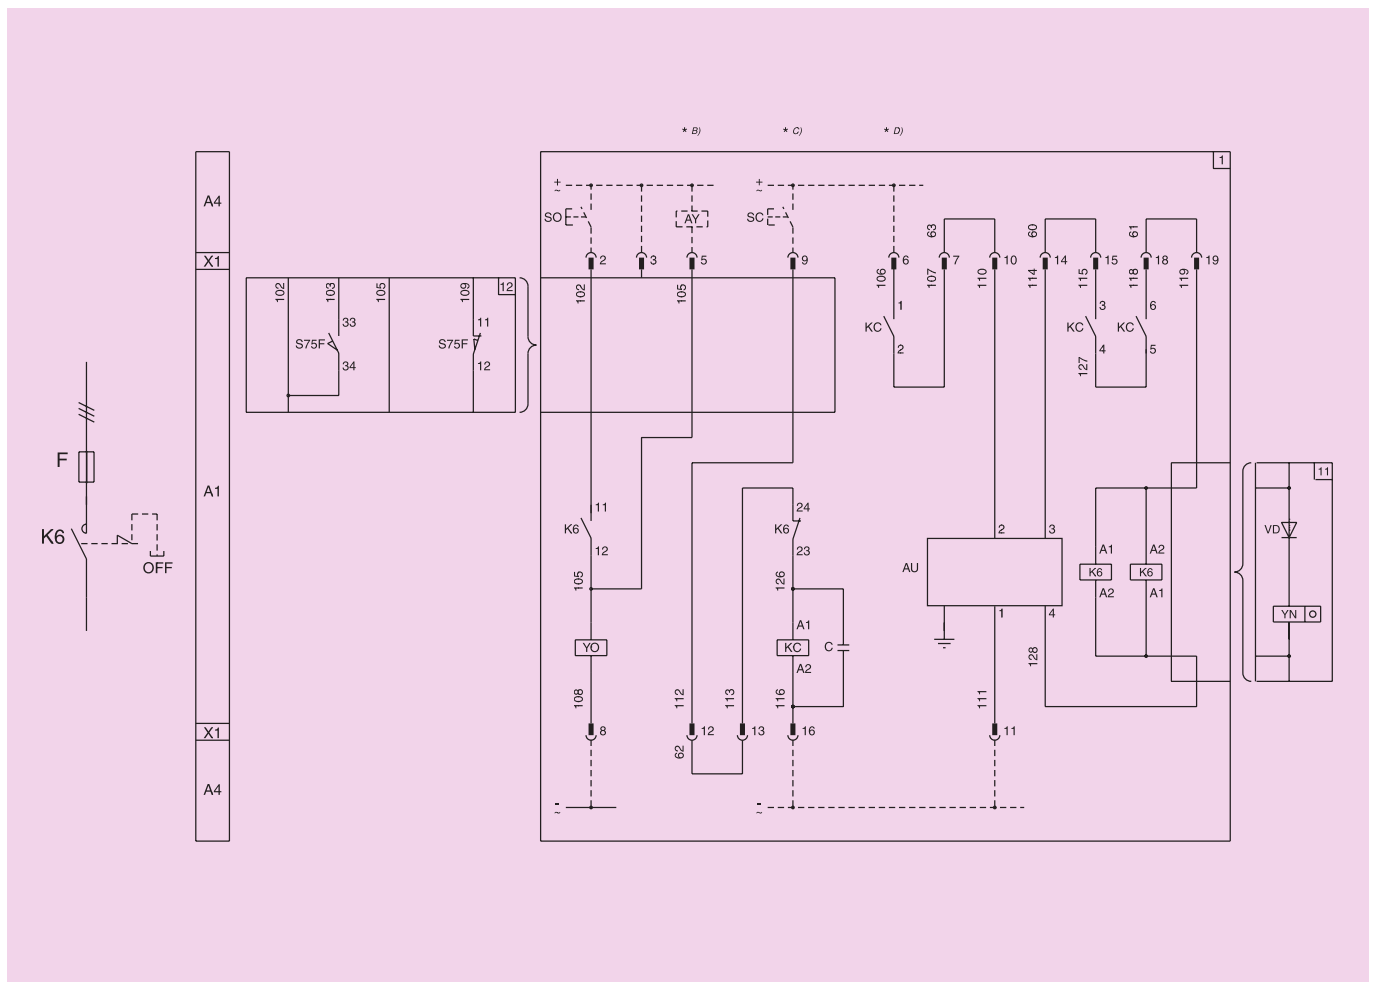 * B)
* C)
* D)
1
A4
+
~
SO
AY
+
~
SC
63
60
61
X1
2
3
5
9
6
7
10
14
15
18
19
102
103
105
109
12
102
105
106
107
110
114
115
118
119
33
S75F
34
11
S75F
12
1
KC
2
3
KC
4
127
6
KC
5
F
K6
OFF
A1
11
K6
12
105
24
K6
23
126
2
3
AU
1
4
A1
K6
A2
A2
K6
A1
11
VD
YN
O
YO
A1
KC
A2
C
128
108
112
113
116
111
X1
8
12
13
16
11
62
A4
-
~
-
~